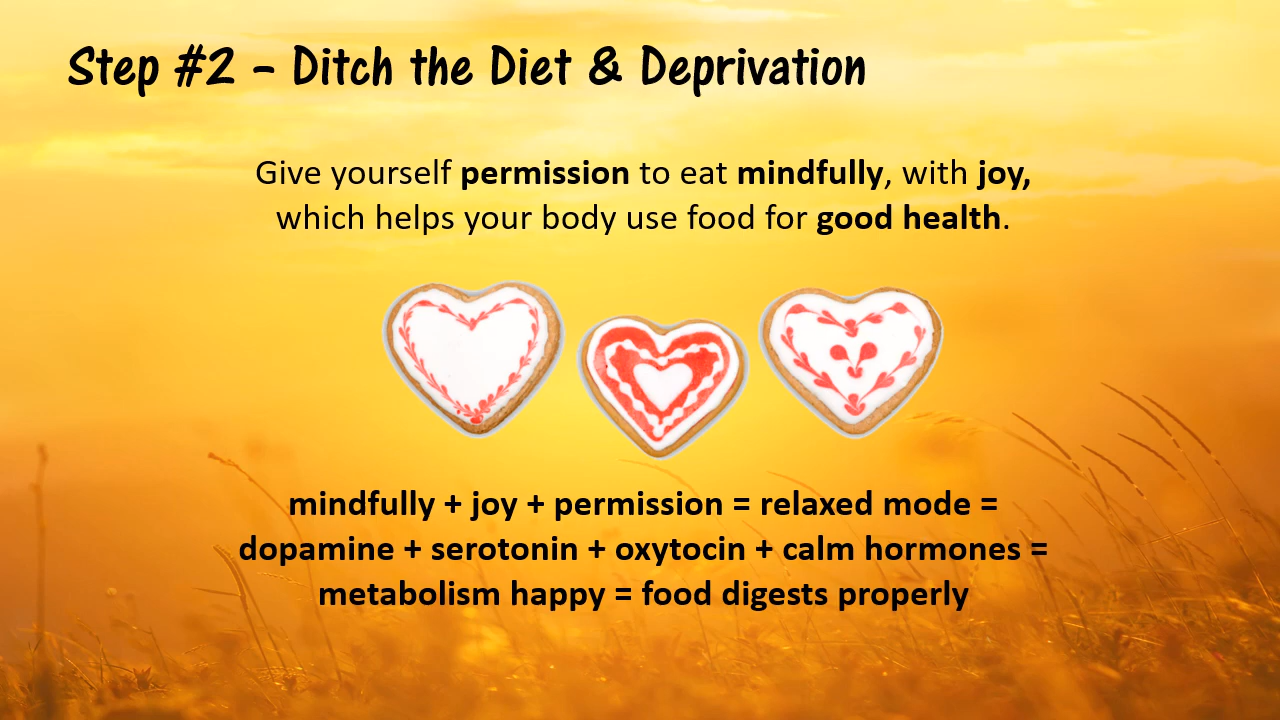 Step #2 – Ditch the Diet & Deprivation
Give yourself permission to eat mindfully, with joy,
which helps your body use food for good health.
mindfully + joy + permission = relaxed mode =
dopamine + serotonin + oxytocin + calm hormones =
metabolism happy = food digests properly